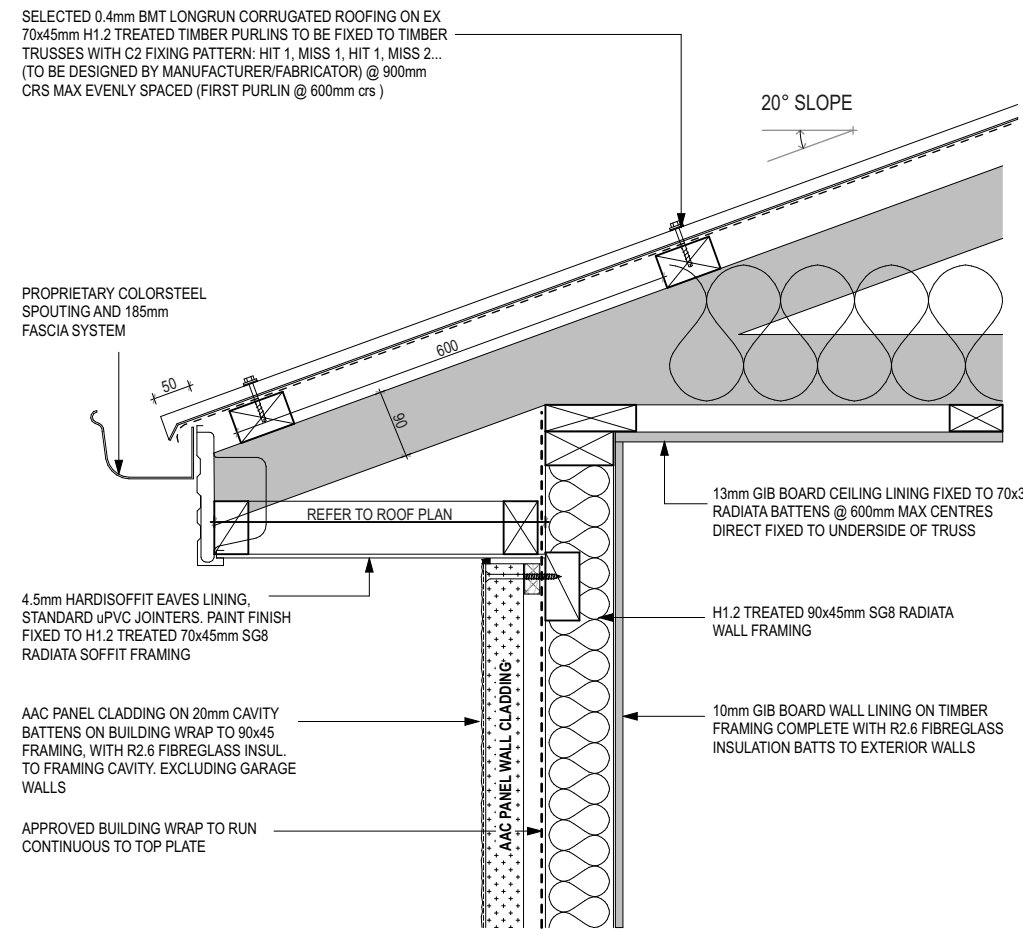 SELECTED 0.4mm BMT LONGRUN CORRUGATED ROOFING ON EX
70x45mm H1.2 TREATED TIMBER PURLINS TO BE FIXED TO TIMBER
TRUSSES WITH C2 FIXING PATTERN: HIT 1, MISS 1, HIT 1, MISS 2...
(TO BE DESIGNED BY MANUFACTURER/FABRICATOR) @ 900mm
CRS MAX EVENLY SPACED (FIRST PURLIN @ 600mm crs )
20° SLOPE
PROPRIETARY COLORSTEEL
SPOUTING AND 185mm
FASCIA SYSTEM
50
600
90
REFER TO ROOF PLAN
13mm GIB BOARD CEILING LINING FIXED TO 70x3
RADIATA BATTENS @ 600mm MAX CENTRES
DIRECT FIXED TO UNDERSIDE OF TRUSS
4.5mm HARDISOFFIT EAVES LINING,
STANDARD uPVC JOINTERS. PAINT FINISH
FIXED TO H1.2 TREATED 70x45mm SG8
RADIATA SOFFIT FRAMING
H1.2 TREATED 90x45mm SG8 RADIATA
WALL FRAMING
AAC PANEL CLADDING ON 20mm CAVITY
BATTENS ON BUILDING WRAP TO 90x45
FRAMING, WITH R2.6 FIBREGLASS INSUL.
TO FRAMING CAVITY. EXCLUDING GARAGE
WALLS
AAC PANEL WALL CLADDING
10mm GIB BOARD WALL LINING ON TIMBER
FRAMING COMPLETE WITH R2.6 FIBREGLASS
INSULATION BATTS TO EXTERIOR WALLS
APPROVED BUILDING WRAP TO RUN
CONTINUOUS TO TOP PLATE